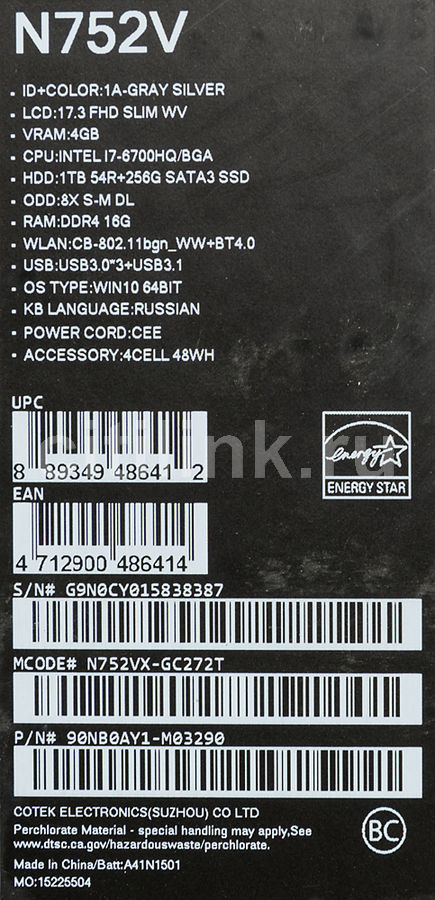 N752V
• ID+COLOR:1A-GRAY SILVER
• LCD:17.3 FHD SLIM WV
• VRAM:4GB
• CPU:INTEL I7-6700HQ/BGA
• HDD:1TB 54R+256G SATA3 SSD
• ODD:8X S-M DL
• RAM:DDR4 16G
• WLAN:CB-802.11bgn_WW+BT4.0
• USB:USB3.0*3+USB3.1
• OS TYPE:WIN10 64BIT
• KB LANGUAGE:RUSSIAN
• POWER CORD:CEE
• ACCESSORY:4CELL 48WH
UPC
8 89349 48641 2
citilink.ru
energy
ENERGY STAR
EAN
4 712900 486414
S/N# G9N0CY015838387
MCODE# N752VX-GC272T
P/N# 90NB0AY1-M03290
COTEK ELECTRONICS(SUZHOU) CO LTD
Perchlorate Material - special handling may apply,See
www.dtsc.ca.gov/hazardouswaste/perchlorate.
BC
Made In China/Batt:A41N1501
MO:15225504